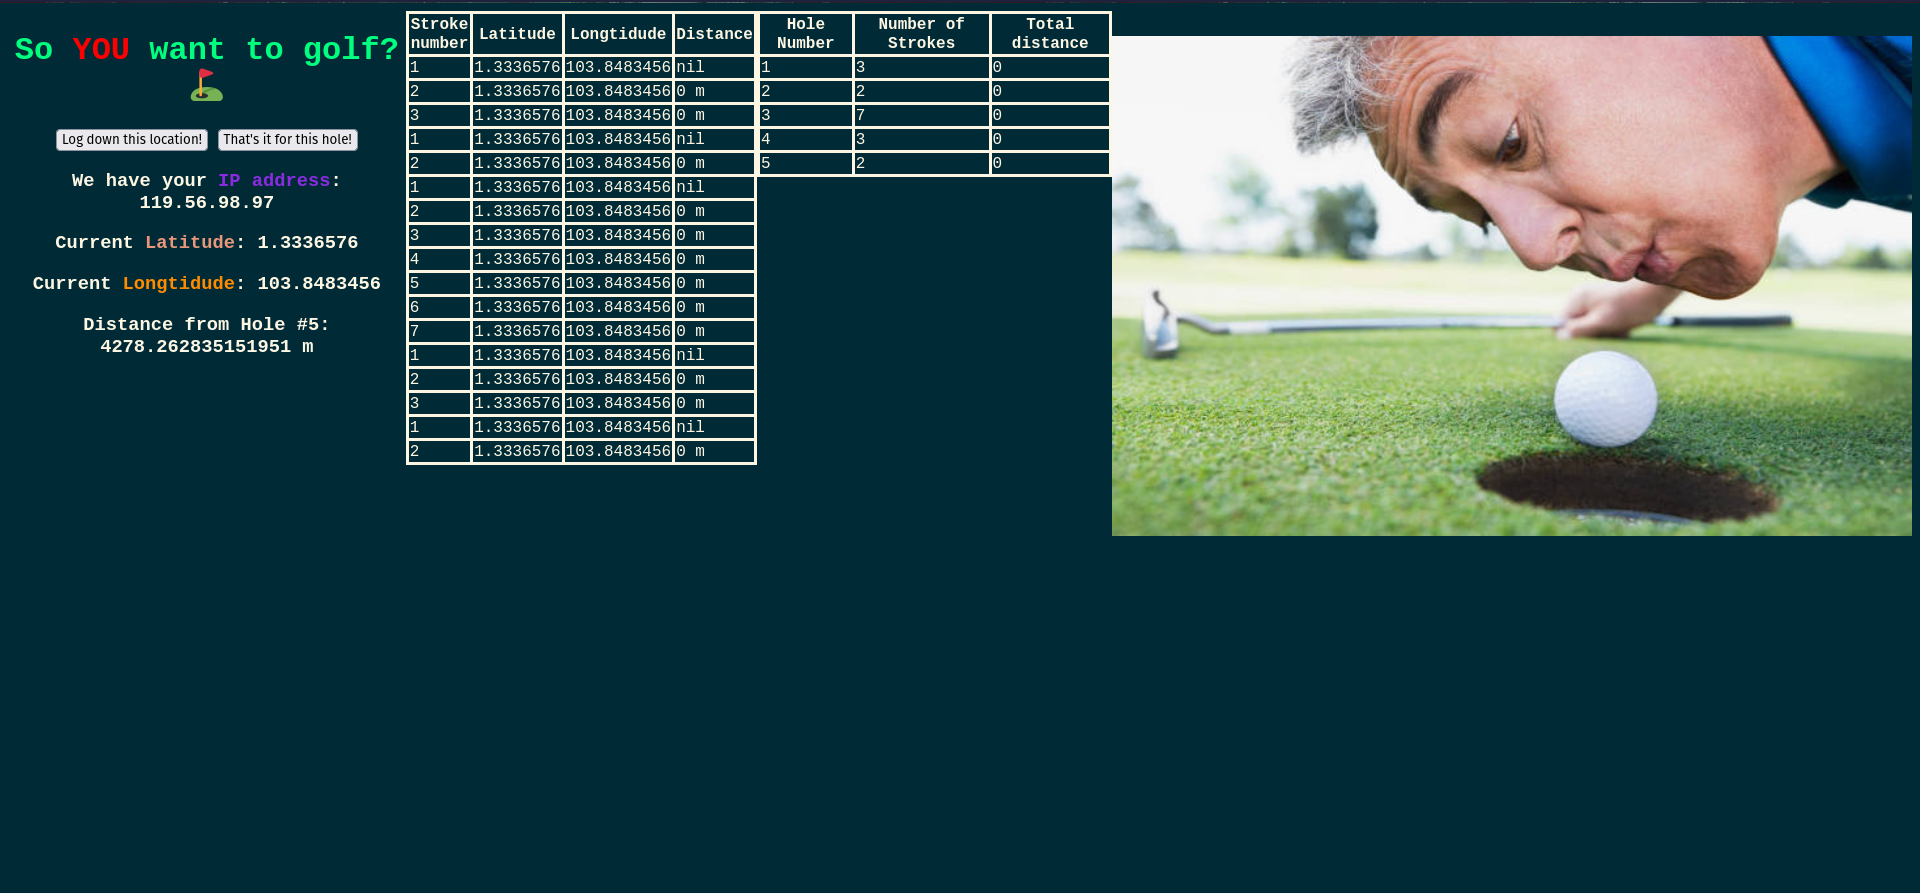 So YOU want to golf?
Log down this location! That's it for this hole!
We have your IP address:
119.56.98.97
Current Latitude: 1.3336576
Current Longtidude: 103.8483456
Distance from Hole #5:
4278.262835151951 m
Stroke number Latitude Longtidude Distance
1 1.3336576 103.8483456 nil
2 1.3336576 103.8483456 0 m
3 1.3336576 103.8483456 0 m
1 1.3336576 103.8483456 nil
2 1.3336576 103.8483456 0 m
1 1.3336576 103.8483456 nil
2 1.3336576 103.8483456 0 m
3 1.3336576 103.8483456 0 m
4 1.3336576 103.8483456 0 m
5 1.3336576 103.8483456 0 m
6 1.3336576 103.8483456 0 m
7 1.3336576 103.8483456 0 m
1 1.3336576 103.8483456 nil
2 1.3336576 103.8483456 0 m
3 1.3336576 103.8483456 0 m
1 1.3336576 103.8483456 nil
2 1.3336576 103.8483456 0 m
Hole Number Number of Strokes Total distance
1 3 0
2 2 0
3 7 0
4 3 0
5 2 0